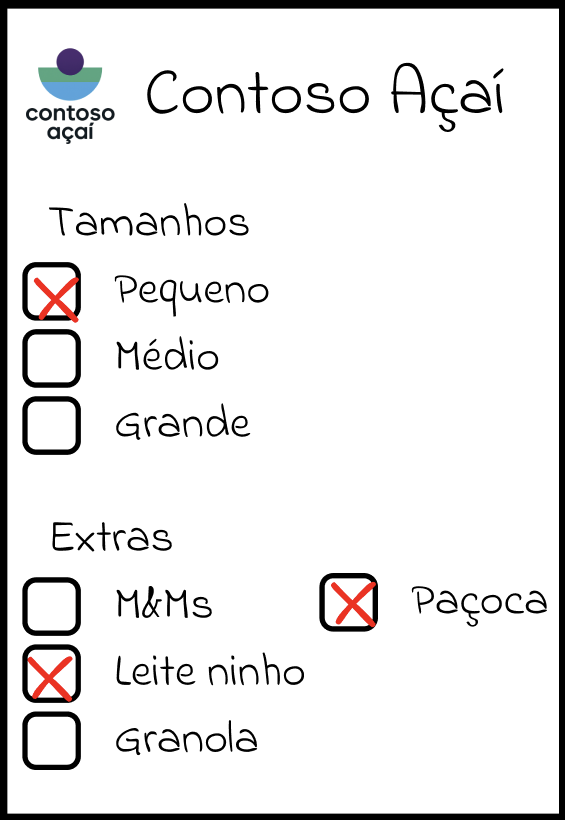 contoso
açaí
Contoso Açaí
Tamanhos
Pequeno
Médio
Grande
Extras
M&Ms
Paçoca
Leite ninho
Granola